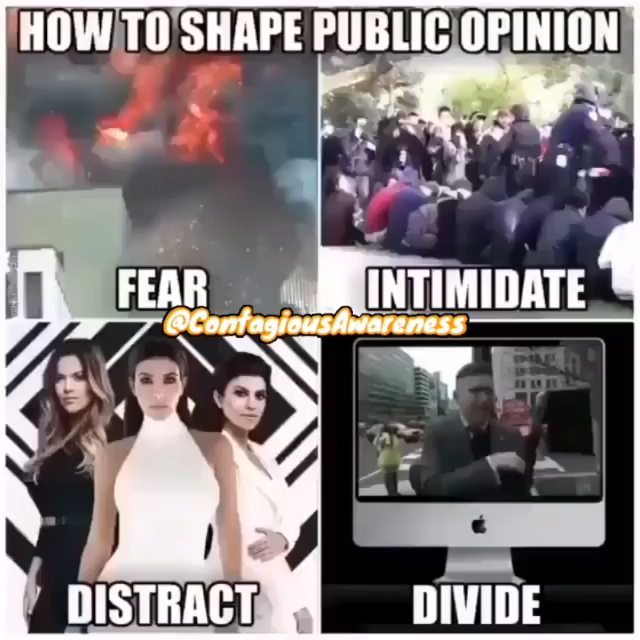 HOW TO SHAPE PUBLIC OPINION
FEAR
INTIMIDATE
@ContagiousAwareness
DISTRACT
DIVIDE